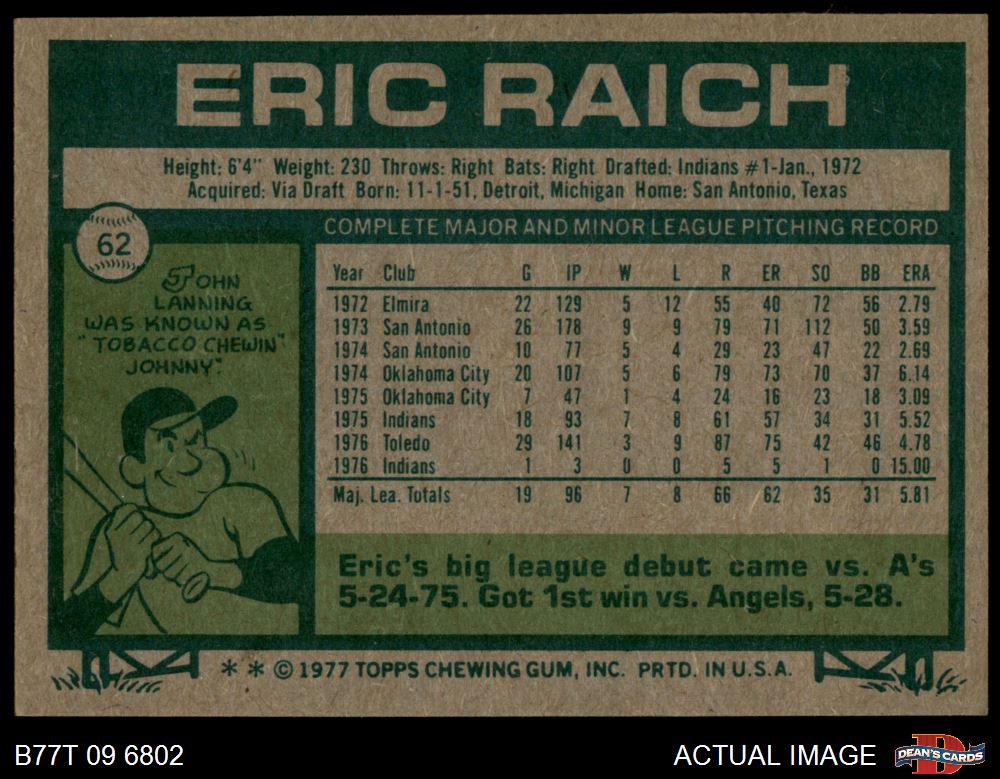 ERIC RAICH
Height: 6'4" Weight: 230 Throws: Right Bats: Right Drafted: Indians #1-Jan., 1972
Acquired: Via Draft Born: 11-1-51, Detroit, Michigan Home: San Antonio, Texas
62
JOHN
LANNING
WAS KNOWN AS
"TOBACCO CHEWIN"
JOHNNY".
COMPLETE MAJOR AND MINOR LEAGUE PITCHING RECORD
Year Club G IP W L R ER SO BB ERA
1972 Elmira 22 129 5 12 55 40 72 56 2.79
1973 San Antonio 26 178 9 9 79 71 112 50 3.59
1974 San Antonio 10 77 5 4 29 23 47 22 2.69
1974 Oklahoma City 20 107 5 6 79 73 70 37 6.14
1975 Oklahoma City 7 47 1 4 24 16 23 18 3.09
1975 Indians 18 93 7 8 61 57 34 31 5.52
1976 Toledo 29 141 3 9 87 75 42 46 4.78
1976 Indians 1 3 0 0 5 5 1 0 15.00
Maj. Lea. Totals 19 96 7 8 66 62 35 31 5.81
Eric's big league debut came vs. A's
5-24-75. Got 1st win vs. Angels, 5-28.
* * © 1977 TOPPS CHEWING GUM, INC. PRTD. IN U.S.A.
B77T 09 6802
ACTUAL IMAGE
D
DEAN'S CARDS